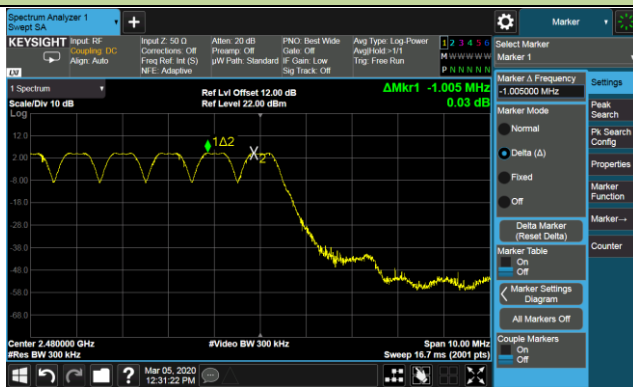 Spectrum Analyzer 1
Swept SA
Marker
KEYSIGHT
Input: RF
Coupling: DC
Align: Auto
Input Z: 50 Ω
Corrections: Off
Freq Ref: Int (S)
NFE: Adaptive
Atten: 20 dB
Preamp: Off
µW Path: Standard
PNO: Best Wide
Gate: Off
IF Gain: Low
Sig Track: Off
Avg Type: Log-Power
Avg|Hold:>1/1
Trig: Free Run
1 2 3 4 5 6
M W W W W W
P N N N N N
LXI
Select Marker
Marker 1
1 Spectrum
Scale/Div 10 dB
Log
Ref Lvl Offset 12.00 dB
Ref Level 22.00 dBm
ΔMkr1 -1.005 MHz
0.03 dB
12.0
2.00
-8.00
-18.0
-28.0
-38.0
-48.0
-58.0
-68.0
1Δ2
X2
Center 2.480000 GHz
#Res BW 300 kHz
#Video BW 300 kHz
Span 10.00 MHz
Sweep 16.7 ms (2001 pts)
Marker Δ Frequency
-1.005000 MHz
Marker Mode
Normal
Delta (Δ)
Fixed
Off
Delta Marker
(Reset Delta)
Marker Table
On
Off
Marker Settings
Diagram
All Markers Off
Couple Markers
On
Off
Settings
Peak
Search
Pk Search
Config
Properties
Marker
Function
Marker→
Counter
?
Mar 05, 2020
12:31:22 PM